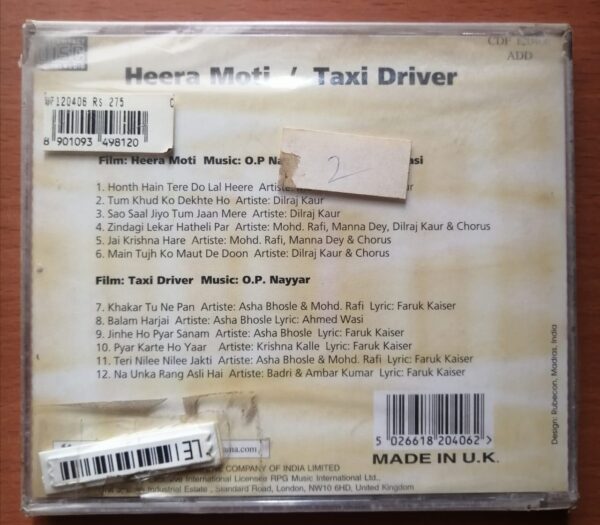 CDF
ADD
Heera Moti / Taxi Driver
WF120406 RS 275
8 901093 498120
2
Film: Heera Moti Music: O.P
1. Honth Hain Tere Do Lal Heere Artiste:
2. Tum Khud Ko Dekhte Ho Artiste: Dilraj Kaur
3. Sao Saal Jiyo Tum Jaan Mere Artiste: Dilraj Kaur
4. Zindagi Lekar Hatheli Par Artiste: Mohd. Rafi, Manna Dey, Dilraj Kaur & Chorus
5. Jai Krishna Hare Artiste: Mohd. Rafi, Manna Dey & Chorus
6. Main Tujh Ko Maut De Doon Artiste: Dilraj Kaur & Chorus
Film: Taxi Driver Music: O.P. Nayyar
7. Khakar Tu Ne Pan Artiste: Asha Bhosle & Mohd. Rafi Lyric: Faruk Kaiser
8. Balam Harjai Artiste: Asha Bhosle Lyric: Ahmed Wasi
9. Jinhe Ho Pyar Sanam Artiste: Asha Bhosle Lyric: Faruk Kaiser
10. Pyar Karte Ho Yaar Artiste: Krishna Kalle Lyric: Faruk Kaiser
11. Teri Nilee Nilee Jakti Artiste: Asha Bhosle & Mohd. Rafi Lyric: Faruk Kaiser
12. Na Unka Rang Asli Hai Artiste: Badri & Ambar Kumar Lyric: Faruk Kaiser
5 026618 204062 >
MADE IN U.K.
Design: Rubecon, Madras, India
COMPANY OF INDIA LIMITED
International Licensee RPG Music International Ltd.,
Industrial Estate , Standard Road, London, NW10 6HD, United Kingdom